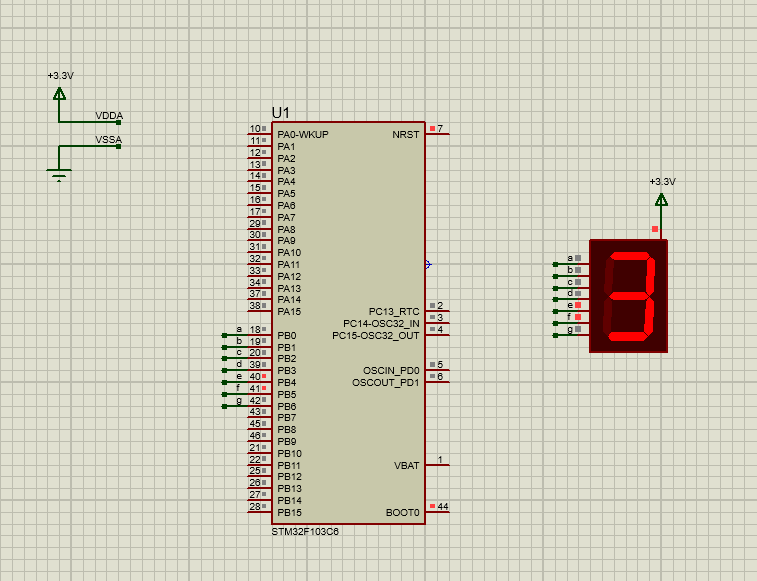 +3.3V
VDDA
VSSA
U1
10 PA0-WKUP NRST 7
11 PA1
12 PA2
13 PA3
14 PA4
15 PA5
16 PA6
17 PA7
29 PA8
30 PA9
31 PA10
32 PA11
33 PA12
34 PA13
37 PA14
38 PA15 PC13_RTC 2
PC14-OSC32_IN 3
a 18 PB0 PC15-OSC32_OUT 4
b 19 PB1
c 20 PB2
d 39 PB3 OSCIN_PD0 5
e 40 PB4 OSCOUT_PD1 6
f 41 PB5
g 42 PB6
43 PB7
45 PB8
46 PB9
21 PB10
22 PB11 VBAT 1
25 PB12
26 PB13
27 PB14
28 PB15 BOOT0 44
STM32F103C6
+3.3V
a
b
c
d
e
f
g
3